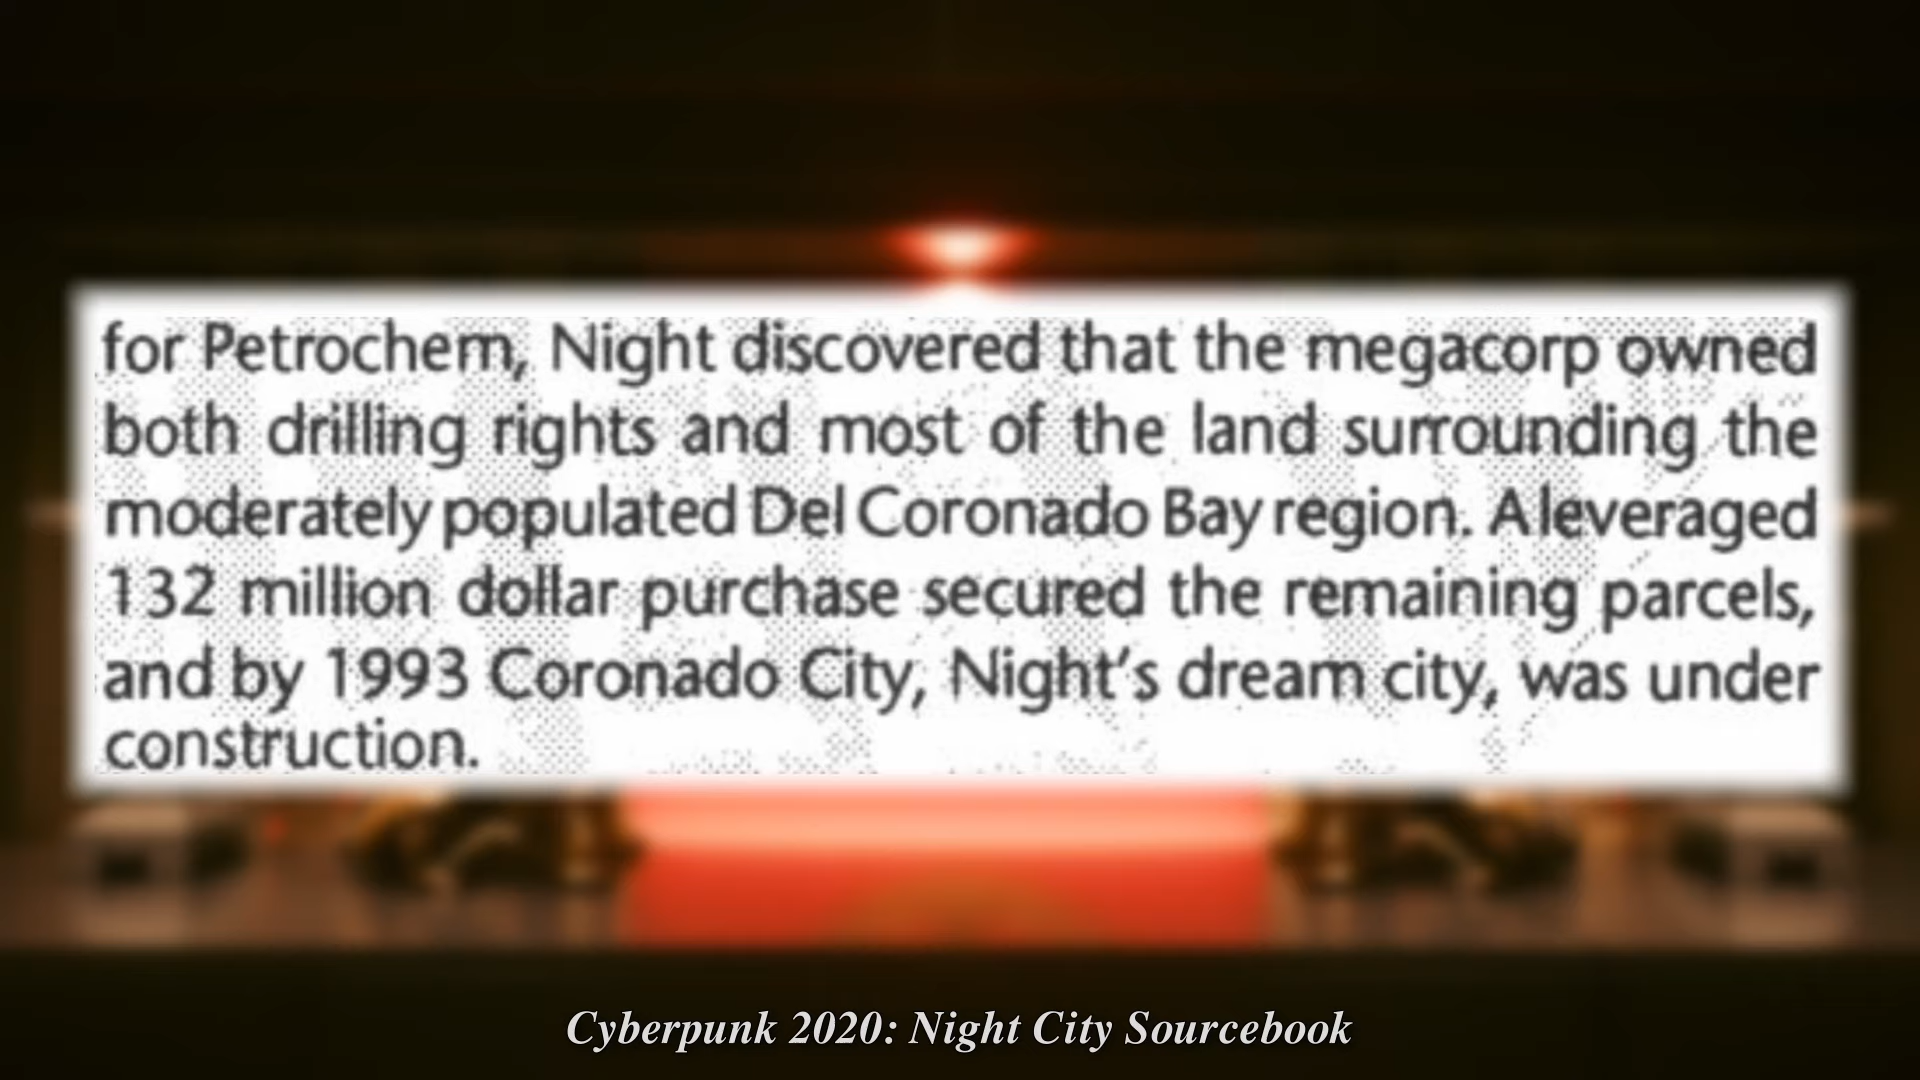 for Petrochem, Night discovered that the megacorp owned
both drilling rights and most of the land surrounding the
moderately populated Del Coronado Bay region. A leveraged
132 million dollar purchase secured the remaining parcels,
and by 1993 Coronado City, Night's dream city, was under
construction.
Cyberpunk 2020: Night City Sourcebook